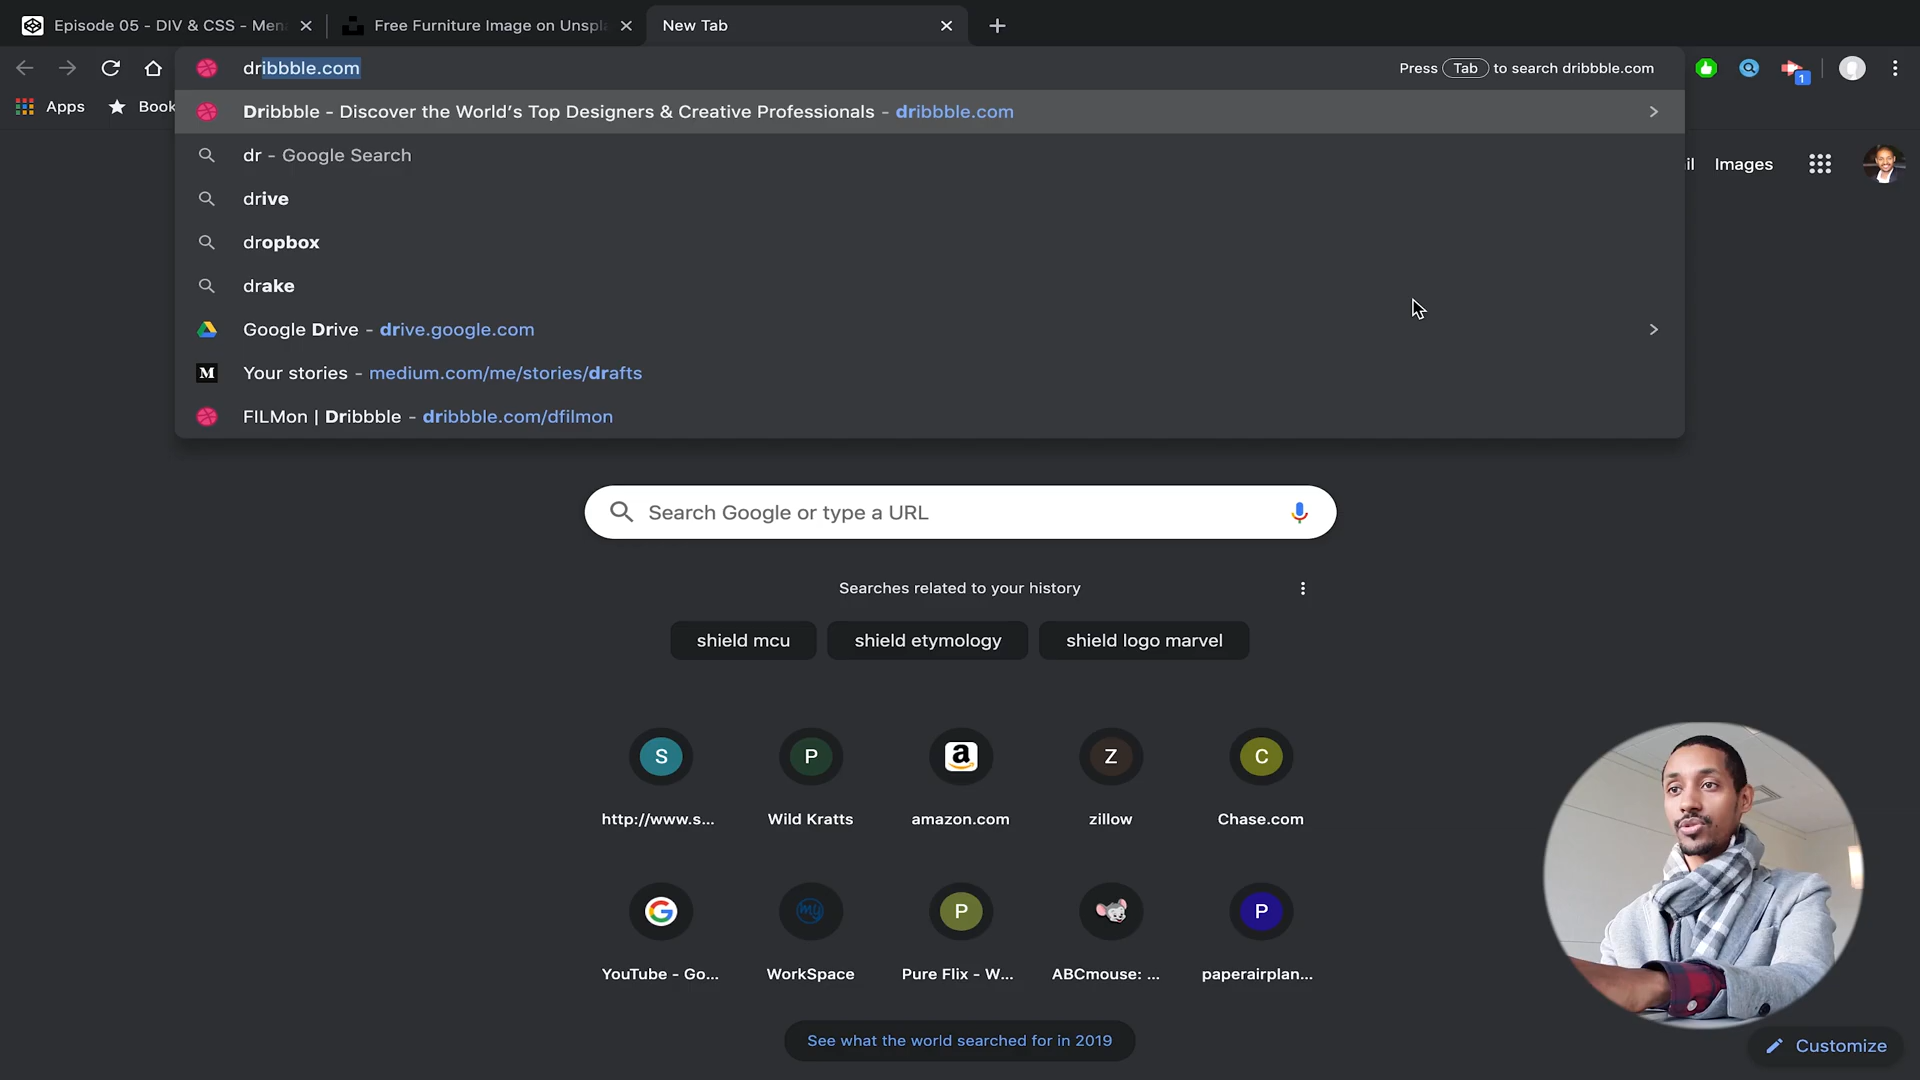 Episode 05 - DIV & CSS - Men
Free Furniture Image on Unspl
New Tab
dribbble.com
Press Tab to search dribbble.com
1
Apps
Book
Dribbble - Discover the World's Top Designers & Creative Professionals - dribbble.com
dr - Google Search
il
Images
drive
dropbox
drake
Google Drive - drive.google.com
M
Your stories - medium.com/me/stories/drafts
FILMon | Dribbble - dribbble.com/dfilmon
Search Google or type a URL
Searches related to your history
shield mcu
shield etymology
shield logo marvel
S
P
a
Z
C
http://www.s...
Wild Kratts
amazon.com
zillow
Chase.com
G
my
P
P
YouTube - Go...
WorkSpace
Pure Flix - W...
ABCmouse: ...
paperairplan...
See what the world searched for in 2019
Customize